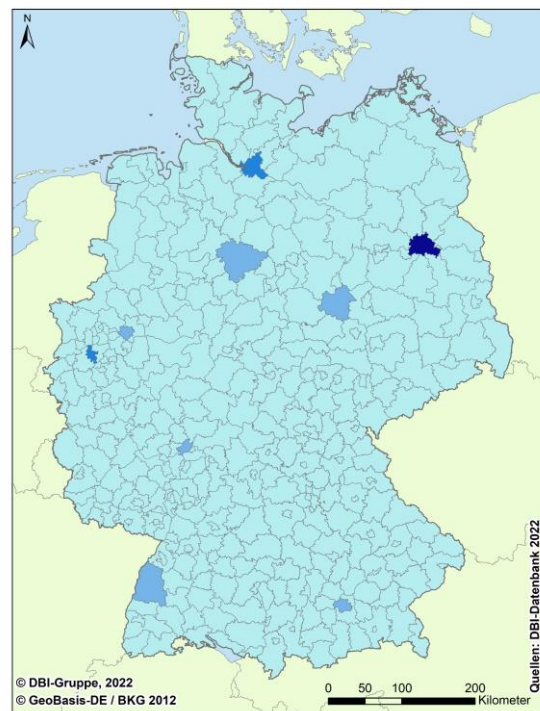 N
Quellen: DBI-Datenbank 2022
© DBI-Gruppe, 2022
© GeoBasis-DE / BKG 2012
0 50 100 200
Kilometer